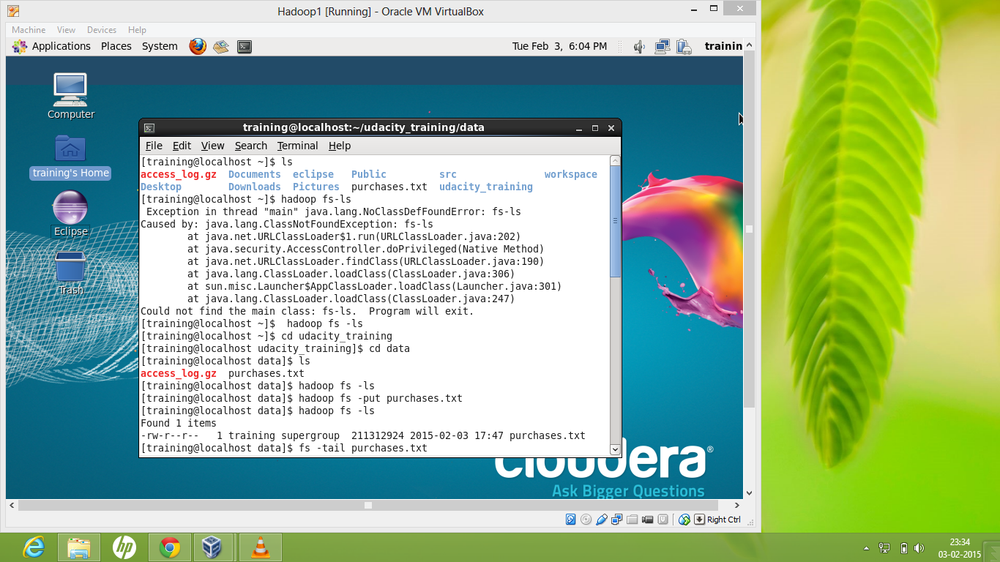 Hadoop1 [Running] - Oracle VM VirtualBox
Machine View Devices Help
Applications Places System Tue Feb 3, 6:04 PM trainin
Computer
training's Home
Eclipse
Trash
training@localhost:~/udacity_training/data
File Edit View Search Terminal Help
[training@localhost ~]$ ls
access_log.gz Documents eclipse Public src workspace
Desktop Downloads Pictures purchases.txt udacity_training
[training@localhost ~]$ hadoop fs-ls
Exception in thread "main" java.lang.NoClassDefFoundError: fs-ls
Caused by: java.lang.ClassNotFoundException: fs-ls
at java.net.URLClassLoader$1.run(URLClassLoader.java:202)
at java.security.AccessController.doPrivileged(Native Method)
at java.net.URLClassLoader.findClass(URLClassLoader.java:190)
at java.lang.ClassLoader.loadClass(ClassLoader.java:306)
at sun.misc.Launcher$AppClassLoader.loadClass(Launcher.java:301)
at java.lang.ClassLoader.loadClass(ClassLoader.java:247)
Could not find the main class: fs-ls. Program will exit.
[training@localhost ~]$ hadoop fs -ls
[training@localhost ~]$ cd udacity_training
[training@localhost udacity_training]$ cd data
[training@localhost data]$ ls
access_log.gz purchases.txt
[training@localhost data]$ hadoop fs -ls
[training@localhost data]$ hadoop fs -put purchases.txt
[training@localhost data]$ hadoop fs -ls
Found 1 items
-rw-r--r-- 1 training supergroup 211312924 2015-02-03 17:47 purchases.txt
[training@localhost data]$ fs -tail purchases.txt
cloudera®
Ask Bigger Questions
Right Ctrl
hp
23:34
03-02-2015